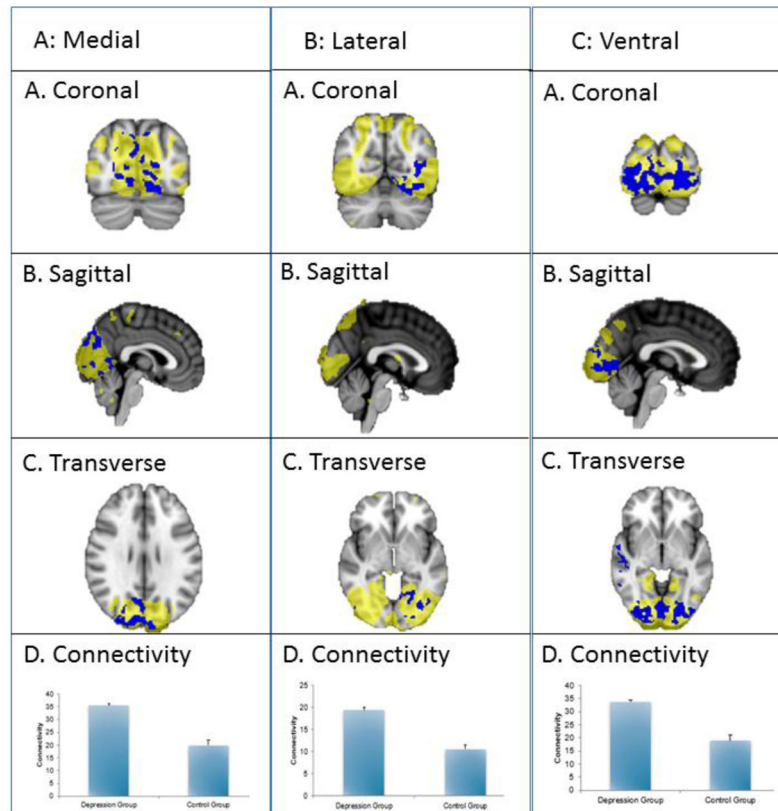 A: Medial
B: Lateral
C: Ventral
A. Coronal
A. Coronal
A. Coronal
B. Sagittal
B. Sagittal
B. Sagittal
C. Transverse
C. Transverse
C. Transverse
D. Connectivity
D. Connectivity
D. Connectivity
Connectivity
40
35
30
25
20
15
10
5
0
Depression Group
Control Group
Connectivity
25
20
15
10
5
0
Depression Group
Control Group
Connectivity
40
35
30
25
20
15
10
5
0
Depression Group
Control Group